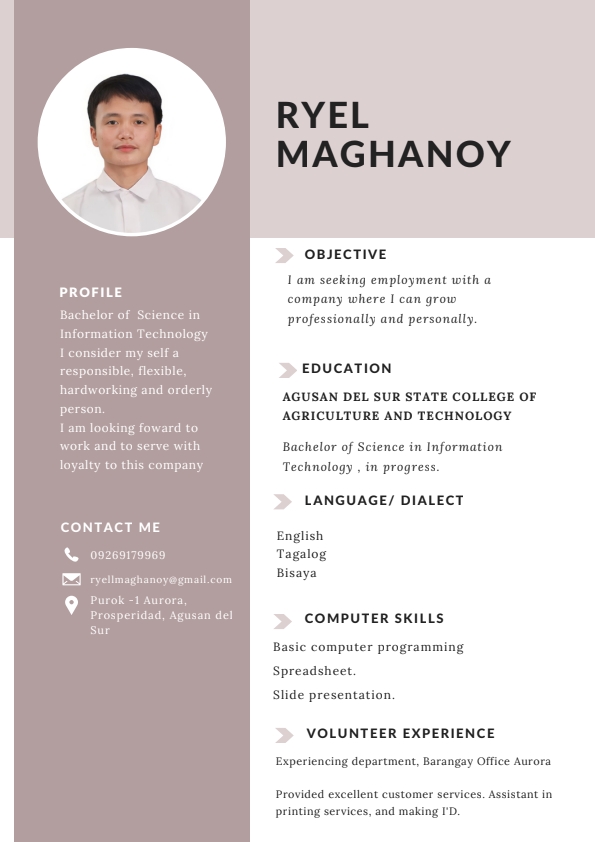 RYEL
MAGHANOY
PROFILE
Bachelor of  Science in
Information Technology
I consider my self a
responsible, flexible,
hardworking and orderly
person.
I am looking foward to
work and to serve with
loyalty to this company
CONTACT ME
09269179969
ryellmaghanoy@gmail.com
Purok -1 Aurora,
Prosperidad, Agusan del
Sur
OBJECTIVE
I am seeking employment with a
company where I can grow
professionally and personally.
EDUCATION
AGUSAN DEL SUR STATE COLLEGE OF
AGRICULTURE AND TECHNOLOGY
Bachelor of Science in Information
Technology , in progress.
LANGUAGE/ DIALECT
English
Tagalog
Bisaya
COMPUTER SKILLS
Basic computer programming
Spreadsheet.
Slide presentation.
VOLUNTEER EXPERIENCE
Experiencing department, Barangay Office Aurora
Provided excellent customer services. Assistant in
printing services, and making I'D.